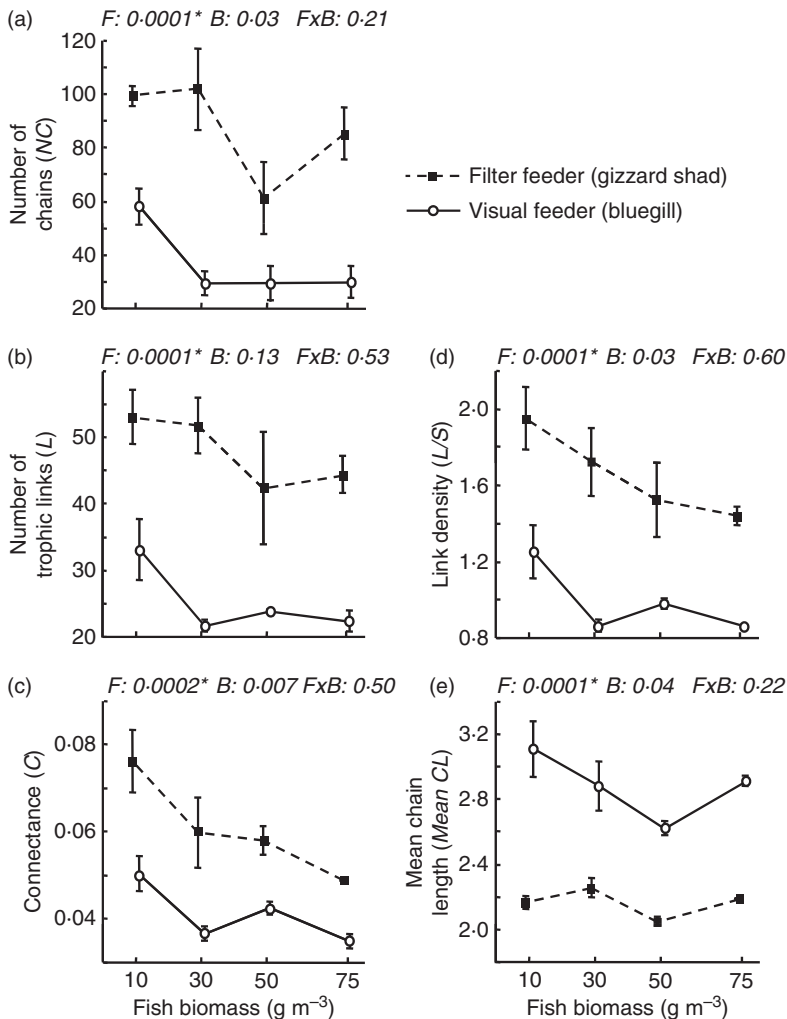 (a) F: 0·0001* B: 0·03 FxB: 0·21
120
100
80
60
40
20
Number of
chains (NC)
Filter feeder (gizzard shad)
Visual feeder (bluegill)
(b) F: 0·0001* B: 0·13 FxB: 0·53
50
40
30
20
Number of
trophic links (L)
(d) F: 0·0001* B: 0·03 FxB: 0·60
2·0
1·6
1·2
0·8
Link density (L/S)
(c) F: 0·0002* B: 0·007 FxB: 0·50
0·08
0·06
0·04
Connectance (C)
10 30 50 75
Fish biomass (g m⁻³)
(e) F: 0·0001* B: 0·04 FxB: 0·22
3·2
2·8
2·4
2·0
Mean chain
length (Mean CL)
10 30 50 75
Fish biomass (g m⁻³)